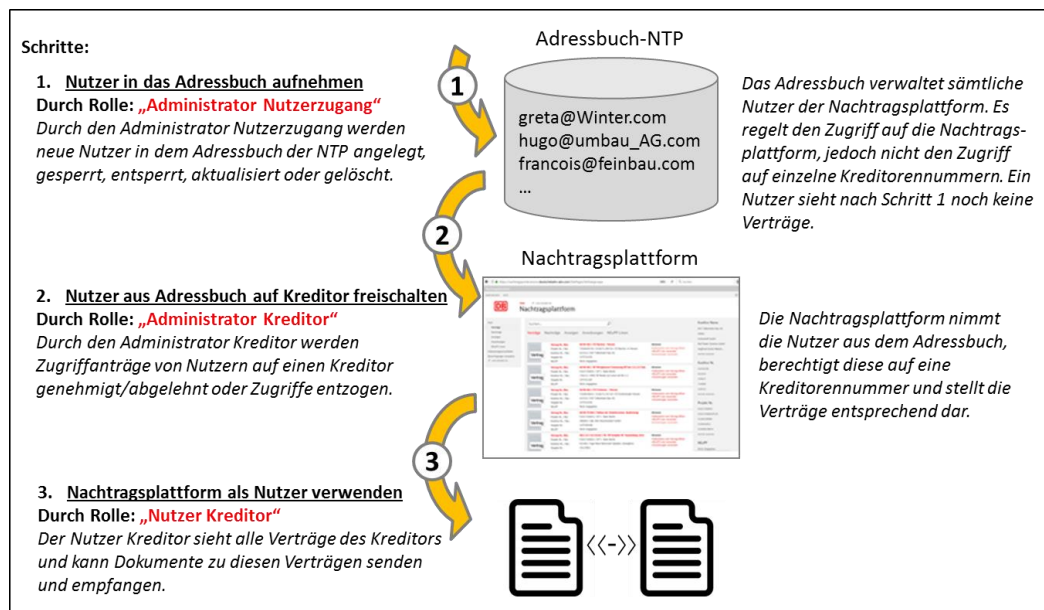 Schritte:
1. Nutzer in das Adressbuch aufnehmen
Durch Rolle: „Administrator Nutzerzugang“
Durch den Administrator Nutzerzugang werden
neue Nutzer in dem Adressbuch der NTP angelegt,
gesperrt, entsperrt, aktualisiert oder gelöscht.
1
Adressbuch-NTP
greta@Winter.com
hugo@umbau_AG.com
francois@feinbau.com
...
Das Adressbuch verwaltet sämtliche
Nutzer der Nachtragsplattform. Es
regelt den Zugriff auf die Nachtrags-
plattform, jedoch nicht den Zugriff
auf einzelne Kreditorennummern. Ein
Nutzer sieht nach Schritt 1 noch keine
Verträge.
2
2. Nutzer aus Adressbuch auf Kreditor freischalten
Durch Rolle: „Administrator Kreditor“
Durch den Administrator Kreditor werden
Zugriffanträge von Nutzern auf einen Kreditor
genehmigt/abgelehnt oder Zugriffe entzogen.
Nachtragsplattform
DB
Nachtragsplattform
Vertrag
Vertrag
Vertrag
Vertrag
Vertrag
Die Nachtragsplattform nimmt
die Nutzer aus dem Adressbuch,
berechtigt diese auf eine
Kreditorennummer und stellt die
Verträge entsprechend dar.
3
3. Nachtragsplattform als Nutzer verwenden
Durch Rolle: „Nutzer Kreditor“
Der Nutzer Kreditor sieht alle Verträge des Kreditors
und kann Dokumente zu diesen Verträgen senden
und empfangen.
<<->>